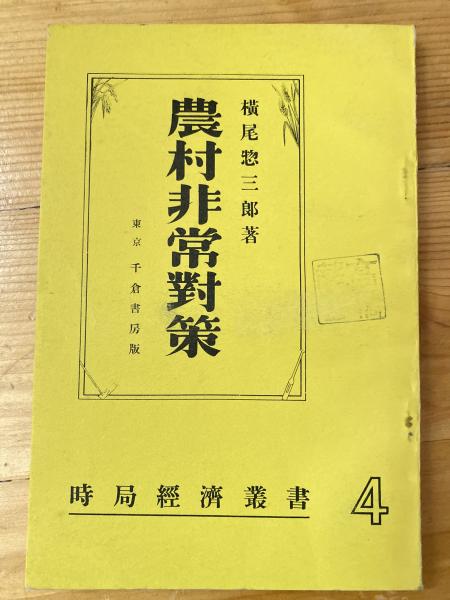 横尾惣三郎著
農村非常對策
東京 千倉書房版
時局經濟叢書
4